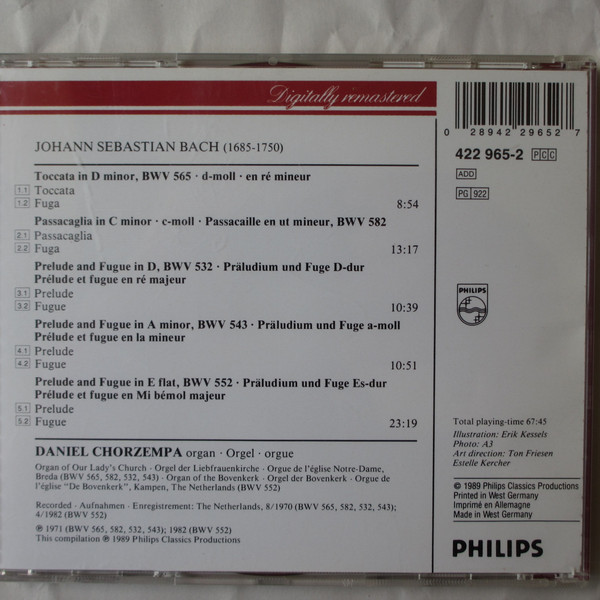 Digitally remastered
0 28942 29652 7
422 965-2 PCC
ADD
PG 922
JOHANN SEBASTIAN BACH (1685-1750)
Toccata in D minor, BWV 565 · d-moll · en ré mineur
1.1 Toccata
1.2 Fuga 8:54
Passacaglia in C minor · c-moll · Passacaille en ut mineur, BWV 582
2.1 Passacaglia
2.2 Fuga 13:17
Prelude and Fugue in D, BWV 532 · Präludium und Fuge D-dur
Prélude et fugue en ré majeur
3.1 Prelude
3.2 Fugue 10:39
Prelude and Fugue in A minor, BWV 543 · Präludium und Fuge a-moll
Prélude et fugue en la mineur
4.1 Prelude
4.2 Fugue 10:51
Prelude and Fugue in E flat, BWV 552 · Präludium und Fuge Es-dur
Prélude et fugue en Mi bémol majeur
5.1 Prelude
5.2 Fugue 23:19
DANIEL CHORZEMPA organ · Orgel · orgue
Organ of Our Lady's Church · Orgel der Liebfrauenkirche · Orgue de l'église Notre-Dame,
Breda (BWV 565, 582, 532, 543) · Organ of the Bovenkerk · Orgel der Bovenkerk · Orgue de
l'église "De Bovenkerk", Kampen, The Netherlands (BWV 552)
Recorded · Aufnahmen · Enregistrement: The Netherlands, 8/1970 (BWV 565, 582, 532, 543);
4/1982 (BWV 552)
℗ 1971 (BWV 565, 582, 532, 543); 1982 (BWV 552)
This compilation ℗ 1989 Philips Classics Productions
PHILIPS
Total playing-time 67:45
Illustration: Erik Kessels
Photo: A3
Art direction: Ton Friesen
Estelle Kercher
© 1989 Philips Classics Productions
Printed in West Germany
Imprimé en Allemagne
Made in West Germany
PHILIPS